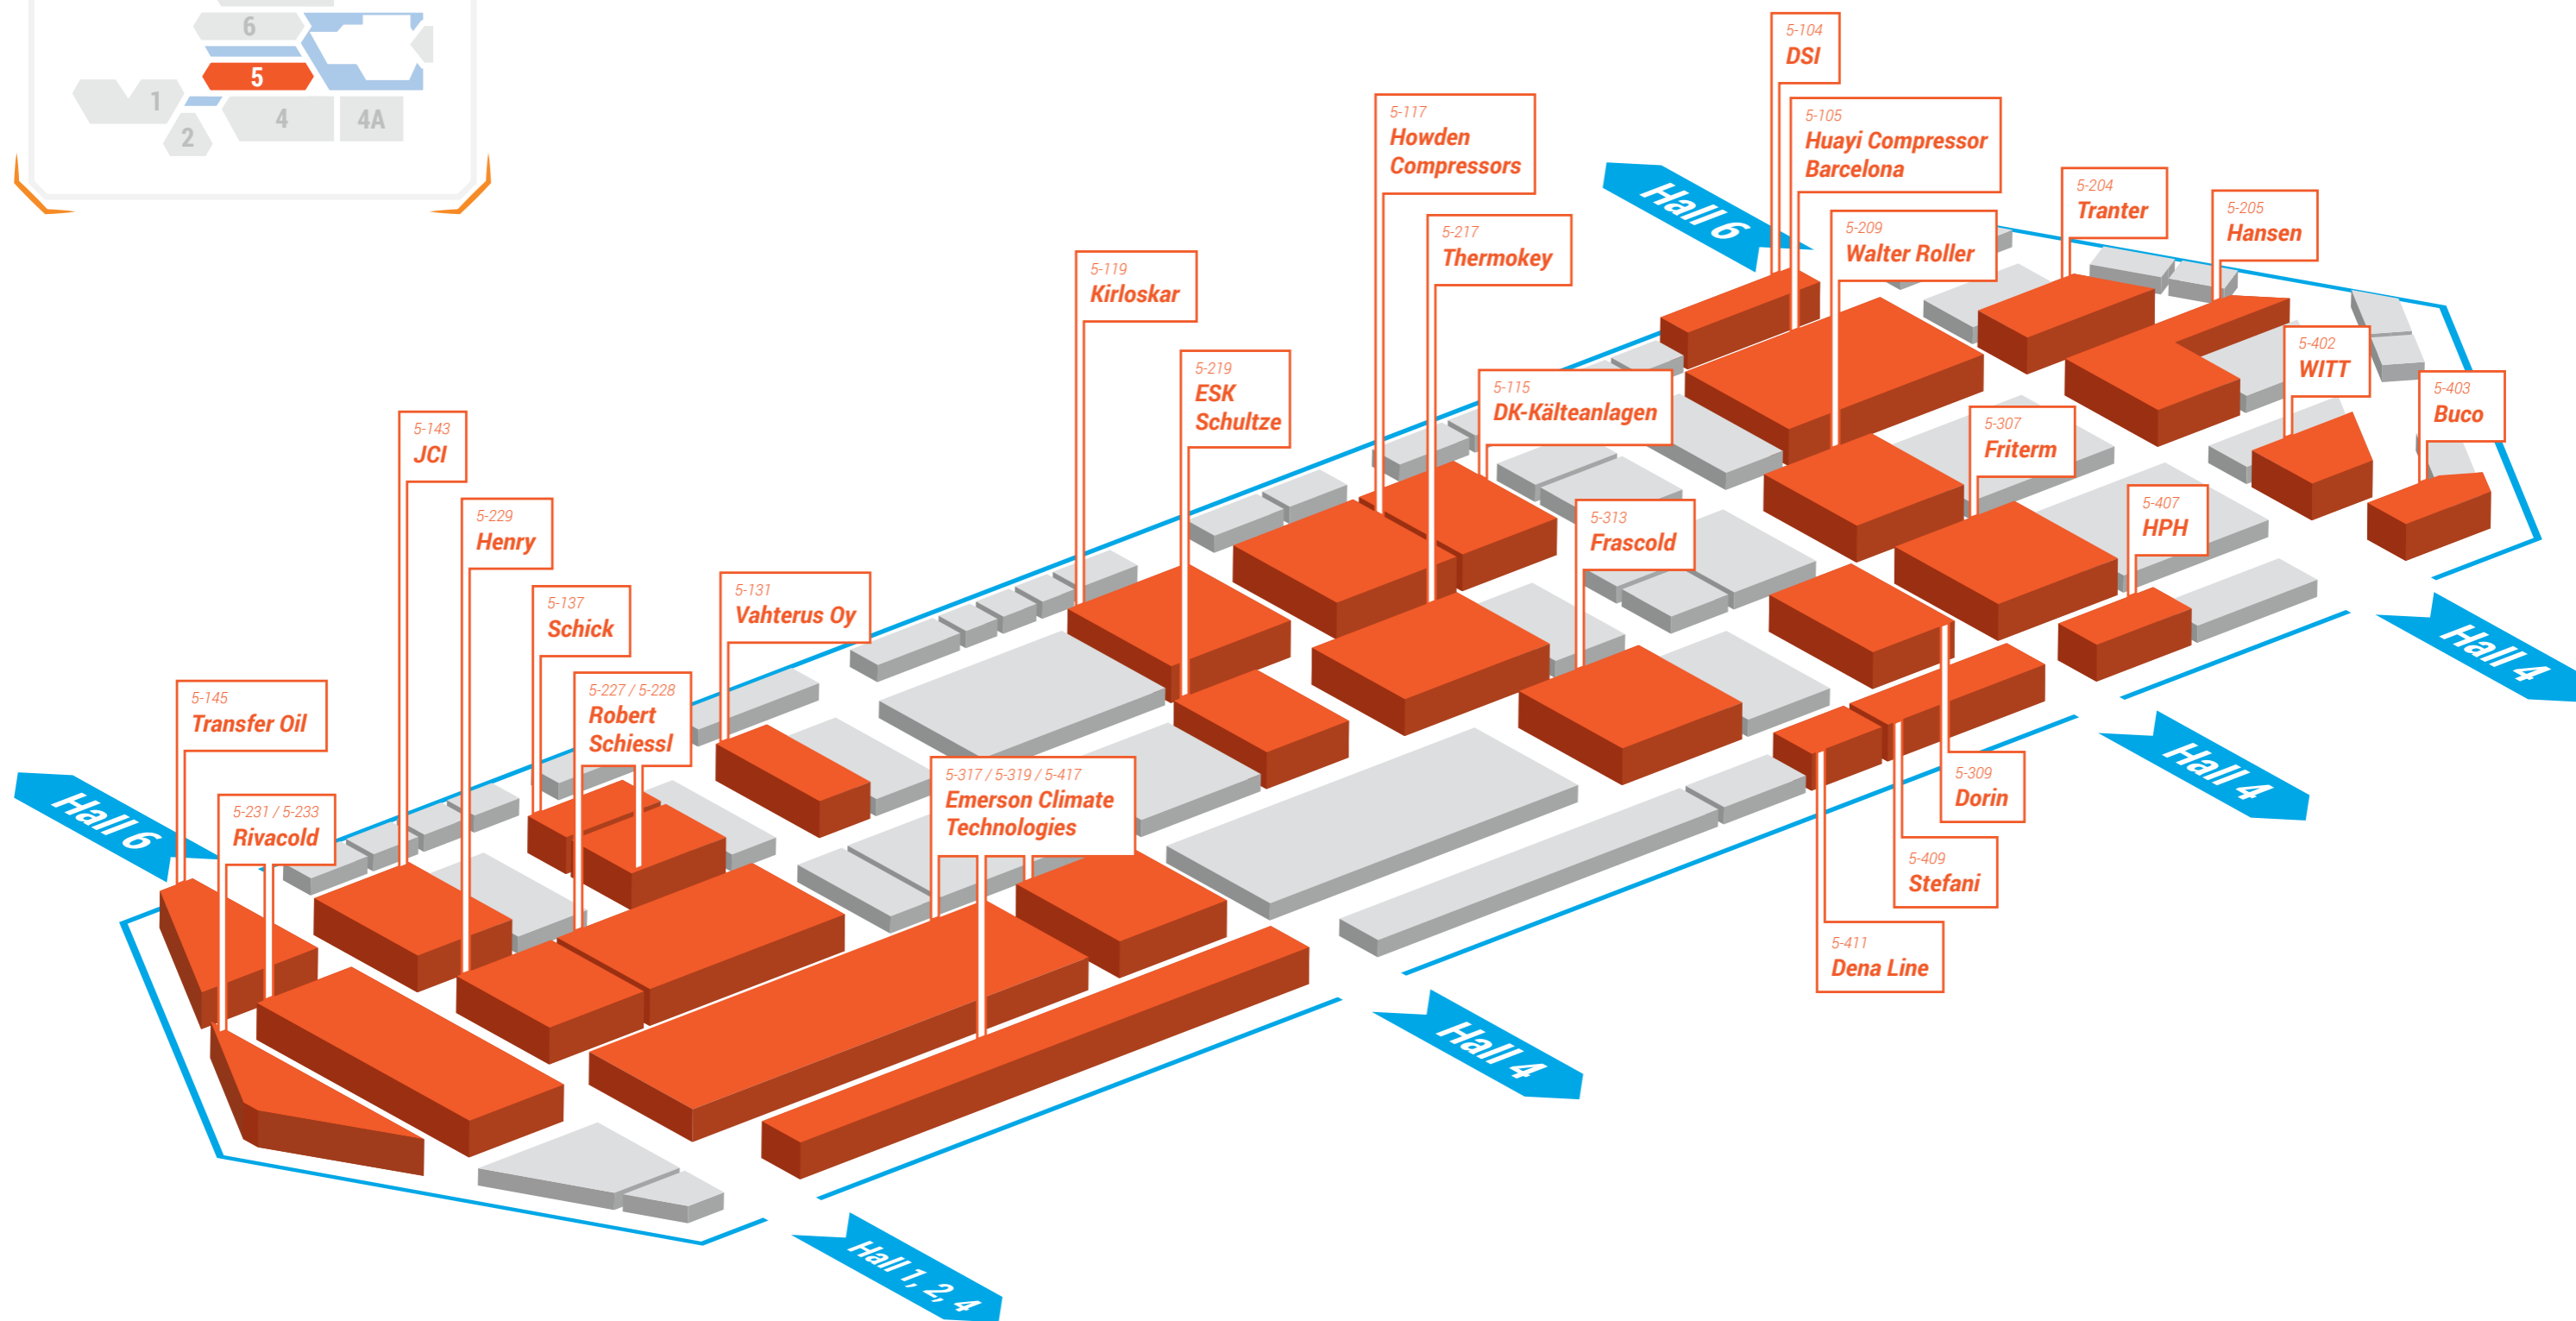 6
5
1
4
4A
2
5-104
DSI
5-117
Howden
Compressors
5-105
Huayi Compressor
Barcelona
Hall 6
5-204
Tranter
5-205
Hansen
5-209
Walter Roller
5-217
Thermokey
5-119
Kirloskar
5-402
WITT
5-219
ESK
Schultze
5-115
DK-Kälteanlagen
5-403
Buco
5-307
Friterm
5-143
JCI
5-407
HPH
5-229
Henry
5-313
Frascold
5-131
Vahterus Oy
5-137
Schick
Hall 4
5-227 / 5-228
Robert
Schiessl
5-145
Transfer Oil
Hall 4
5-317 / 5-319 / 5-417
Emerson Climate
Technologies
5-309
Dorin
Hall 6
5-231 / 5-233
Rivacold
5-409
Stefani
5-411
Dena Line
Hall 4
Hall 1, 2, 4